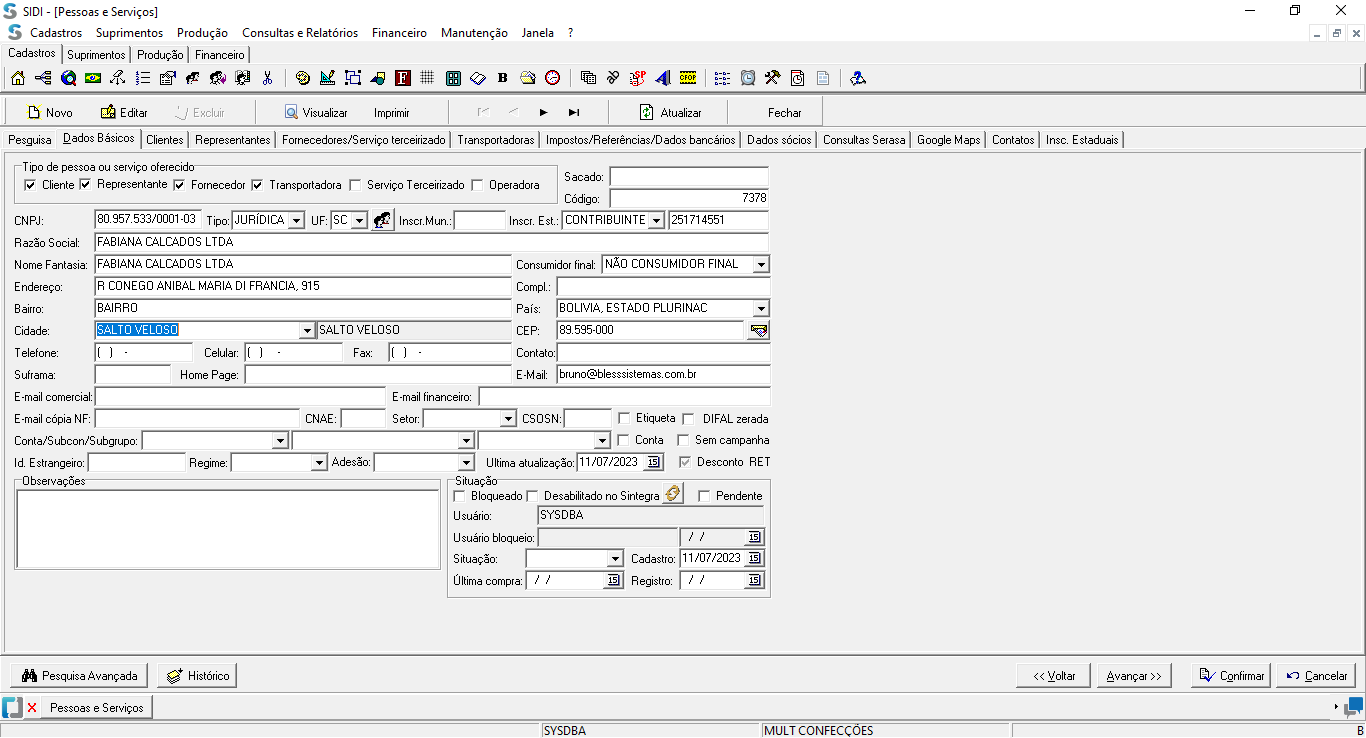 SIDI - [Pessoas e Serviços]
Cadastros Suprimentos Produção Consultas e Relatórios Financeiro Manutenção Janela ?
Cadastros Suprimentos Produção Financeiro
Novo Editar Excluir Visualizar Imprimir Atualizar Fechar
Pesquisa Dados Básicos Clientes Representantes Fornecedores/Serviço terceirizado Transportadoras Impostos/Referências/Dados bancários Dados sócios Consultas Serasa Google Maps Contatos Insc. Estaduais
Tipo de pessoa ou serviço oferecido
Cliente Representante Fornecedor Transportadora Serviço Terceirizado Operadora
Sacado:
Código: 7378
CNPJ: 80.957.533/0001-03 Tipo: JURÍDICA UF: SC Inscr.Mun.: Inscr. Est.: CONTRIBUINTE 251714551
Razão Social: FABIANA CALCADOS LTDA
Nome Fantasia: FABIANA CALCADOS LTDA Consumidor final: NÃO CONSUMIDOR FINAL
Endereço: R CONEGO ANIBAL MARIA DI FRANCIA, 915 Compl.:
Bairro: BAIRRO País: BOLIVIA, ESTADO PLURINAC
Cidade: SALTO VELOSO SALTO VELOSO CEP: 89.595-000
Telefone: ( ) - Celular: ( ) - Fax: ( ) - Contato:
Suframa: Home Page: E-Mail: bruno@blesssistemas.com.br
E-mail comercial: E-mail financeiro:
E-mail cópia NF: CNAE: Setor: CSOSN: Etiqueta DIFAL zerada
Conta/Subcon/Subgrupo: Conta Sem campanha
Id. Estrangeiro: Regime: Adesão: Ultima atualização: 11/07/2023 15 Desconto RET
Observações
Situação
Bloqueado Desabilitado no Sintegra Pendente
Usuário: SYSDBA
Usuário bloqueio: / / 15
Situação: Cadastro: 11/07/2023 15
Última compra: / / 15 Registro: / / 15
Pesquisa Avançada Histórico << Voltar Avançar >> Confirmar Cancelar
Pessoas e Serviços
SYSDBA MULT CONFECÇÕES B